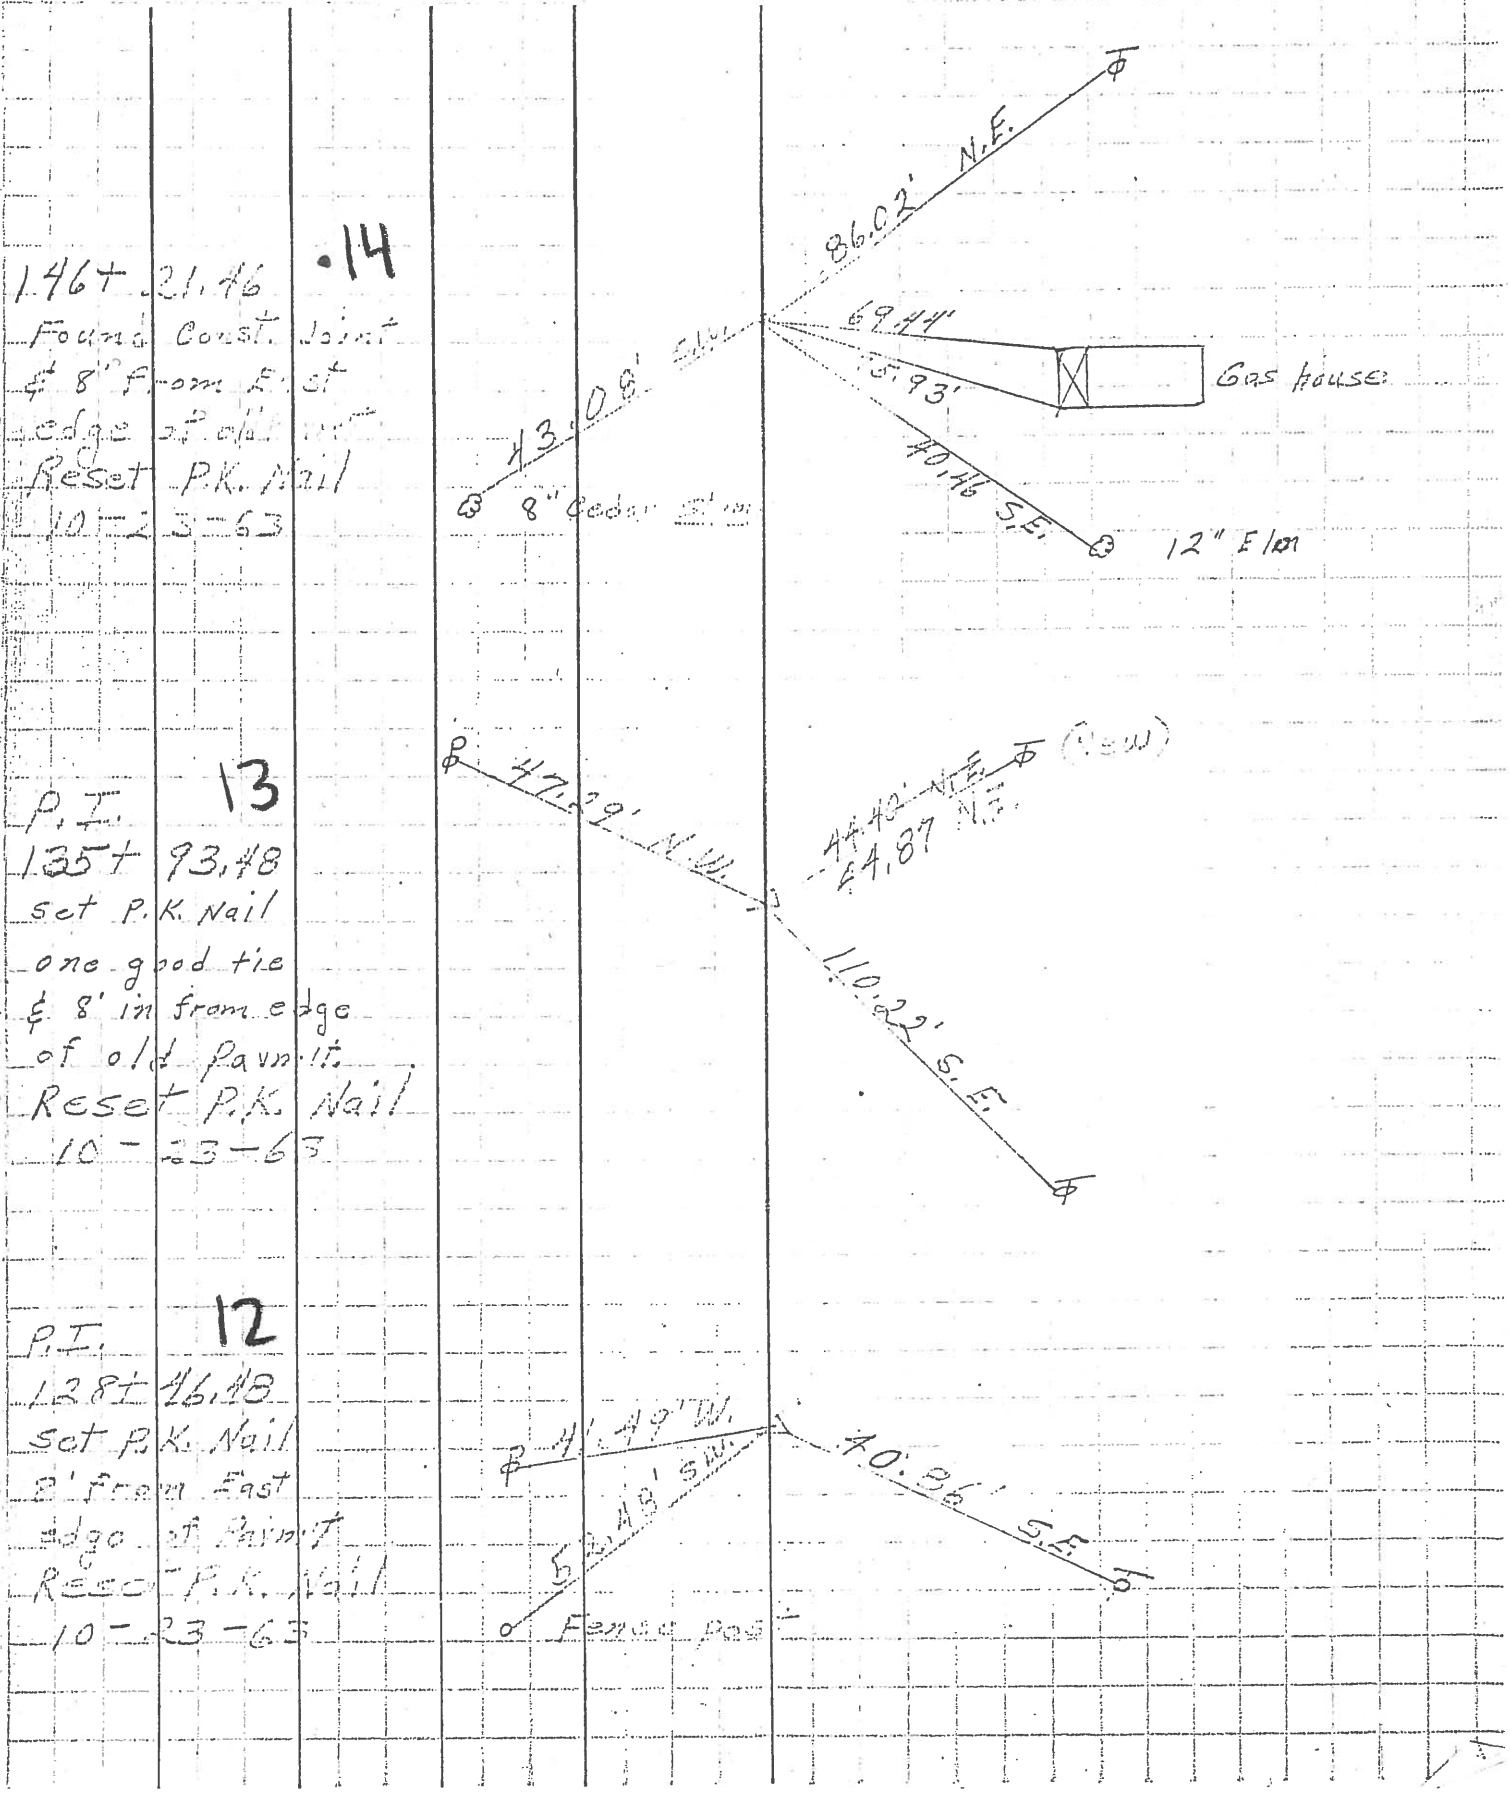 .14
146+ 21.46
Found Const. Joint
& 8" from East
edge of old
Reset P.K. Nail
10-23-63
86.02' N.E.
69.44'
75.93'
Gas house
43.08'
8" Cedar
40.46 S.E.
12" Elm
13
P.I.
135+ 93.48
set P.K. Nail
one good tie
& 8' in from edge
of old Pavm't.
Reset P.K. Nail
10-23-63
47.29' N.W.
44.40' N.E.
(New)
N.E.
110.22' S.E.
12
P.I.
128+ 46.48
set P.K. Nail
8' from East
edge of Pavm't
Reset P.K. Nail
10-23-63
41.49' W.
52.48' S.W.
Fence post
40.86' S.E.